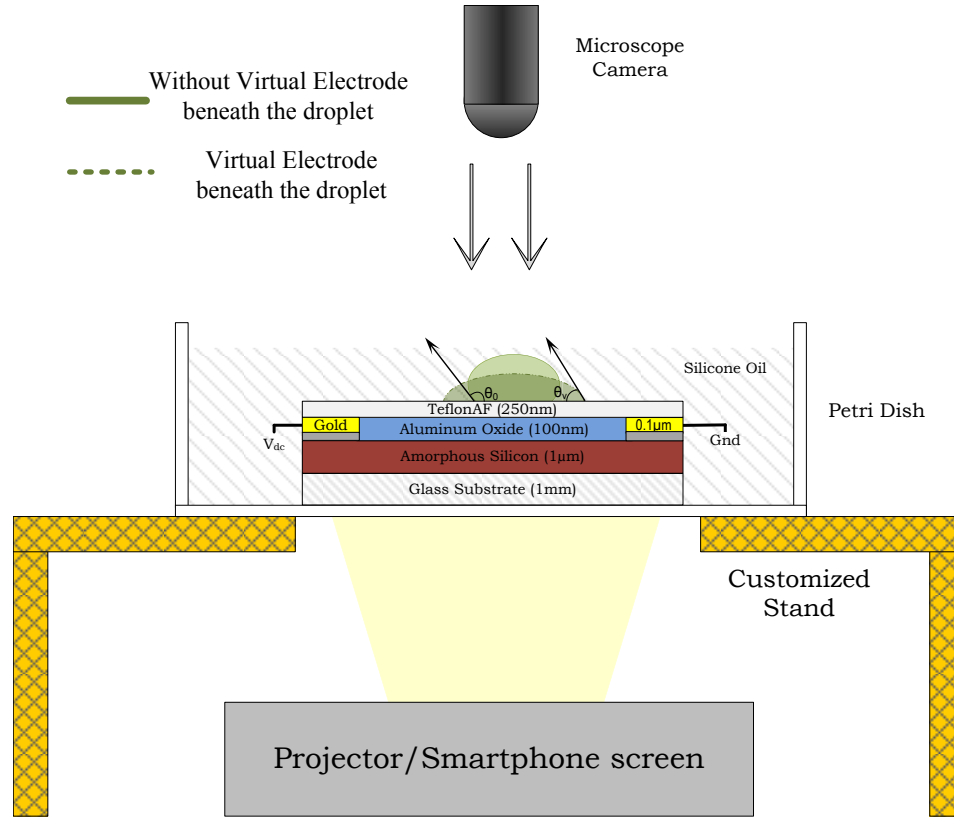 Microscope
Camera
Without Virtual Electrode
beneath the droplet
Virtual Electrode
beneath the droplet
Silicone Oil
θ₀
θᵥ
TeflonAF (250nm)
Petri Dish
Gold
Aluminum Oxide (100nm)
0.1μm
V_dc
Gnd
Amorphous Silicon (1μm)
Glass Substrate (1mm)
Customized
Stand
Projector/Smartphone screen